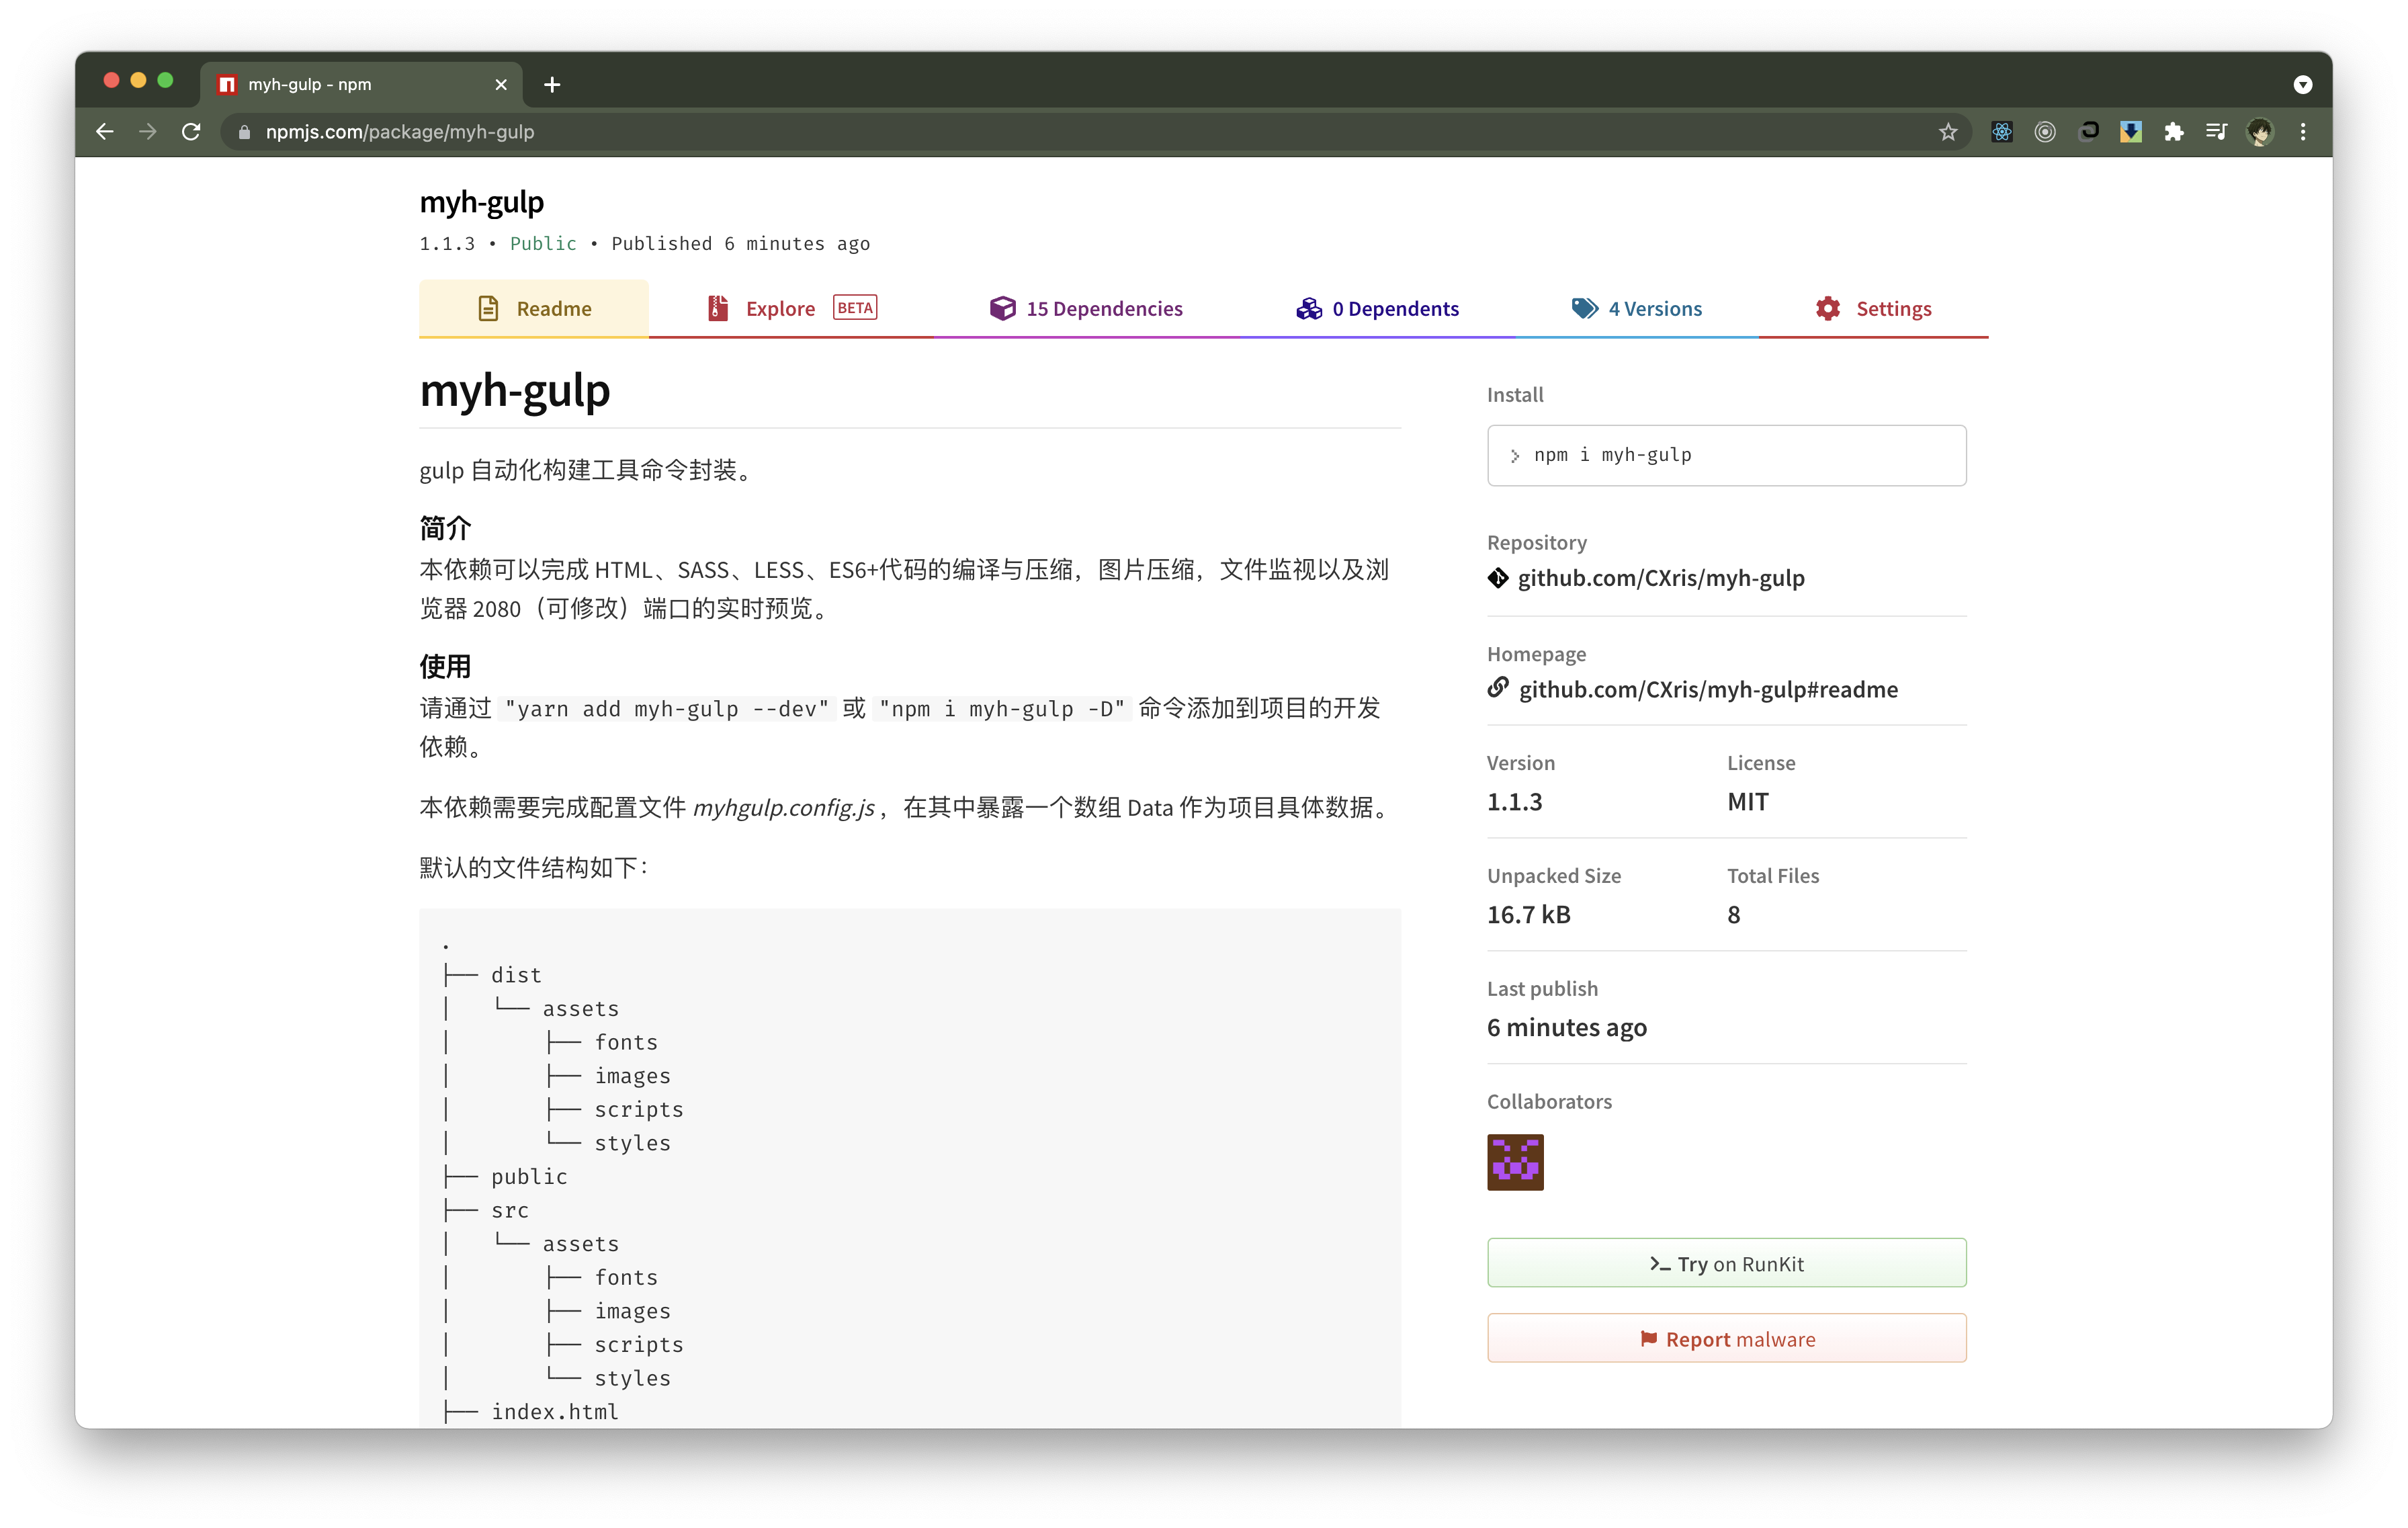 myh-gulp - npm
npmjs.com/package/myh-gulp
myh-gulp
1.1.3 • Public • Published 6 minutes ago
Readme
Explore BETA
15 Dependencies
0 Dependents
4 Versions
Settings
myh-gulp
gulp 自动化构建工具命令封装。
简介
本依赖可以完成 HTML、SASS、LESS、ES6+代码的编译与压缩，图片压缩，文件监视以及浏
览器 2080（可修改）端口的实时预览。
使用
请通过 "yarn add myh-gulp --dev" 或 "npm i myh-gulp -D" 命令添加到项目的开发
依赖。
本依赖需要完成配置文件 myhgulp.config.js ，在其中暴露一个数组 Data 作为项目具体数据。
默认的文件结构如下：
.
├── dist
│   └── assets
│       ├── fonts
│       ├── images
│       ├── scripts
│       └── styles
├── public
├── src
│   └── assets
│       ├── fonts
│       ├── images
│       ├── scripts
│       └── styles
├── index.html
Install
npm i myh-gulp
Repository
github.com/CXris/myh-gulp
Homepage
github.com/CXris/myh-gulp#readme
Version
License
1.1.3
MIT
Unpacked Size
Total Files
16.7 kB
8
Last publish
6 minutes ago
Collaborators
Try on RunKit
Report malware